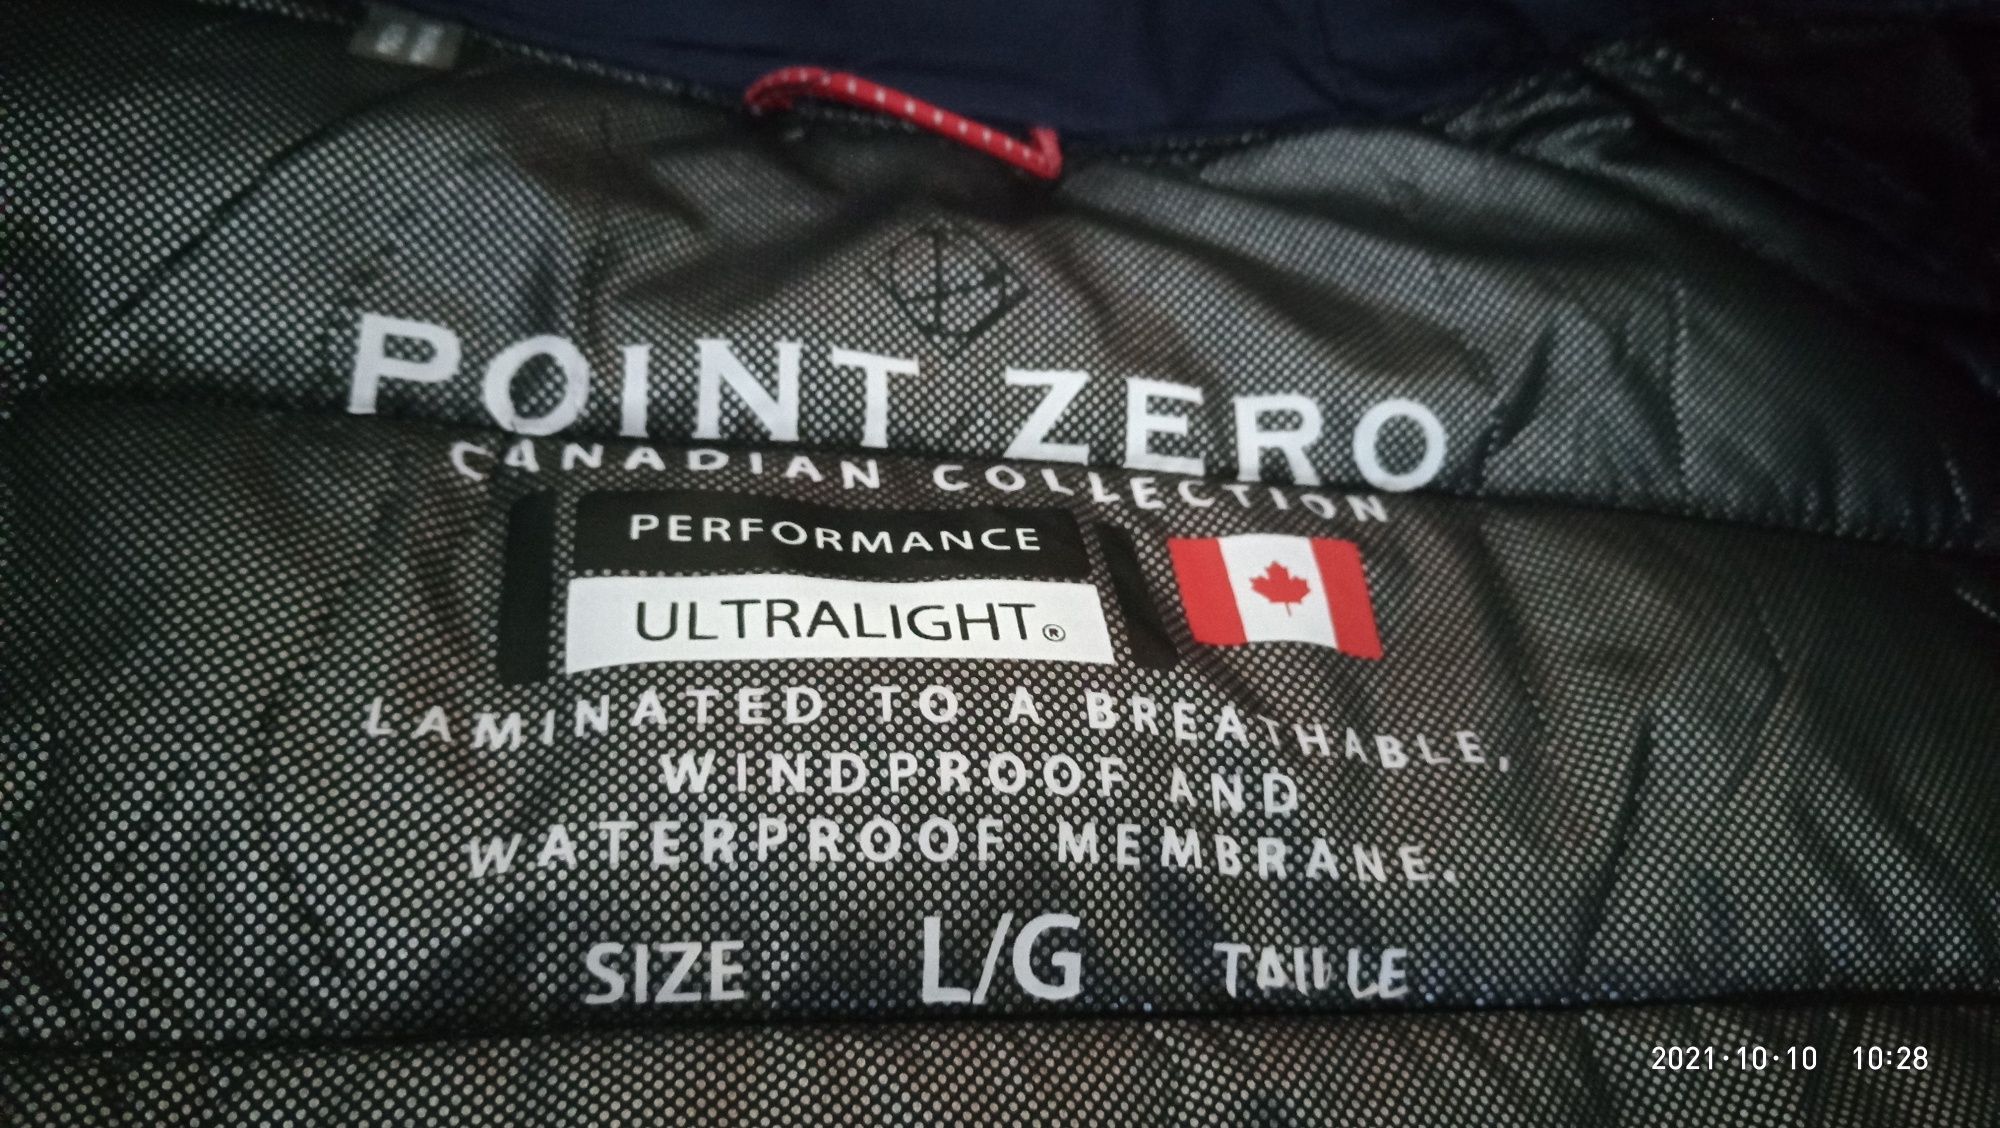 POINT ZERO
CANADIAN COLLECTION
PERFORMANCE
ULTRALIGHT®
LAMINATED TO A BREATHABLE,
WINDPROOF AND
WATERPROOF MEMBRANE.
SIZE L/G TAILLE
2021·10·10 10:28